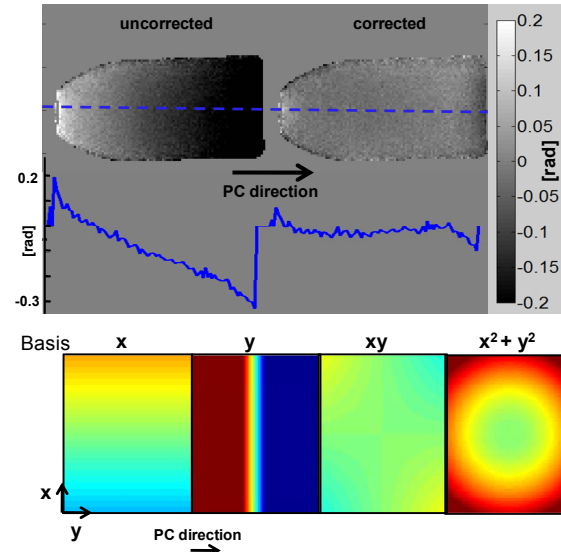 uncorrected corrected
0.2
0.15
0.1
0.05
0
-0.05
-0.1
-0.15
-0.2
[rad]
PC direction
0.2
0
-0.3
[rad]
Basis x y xy x² + y²
x
y
PC direction